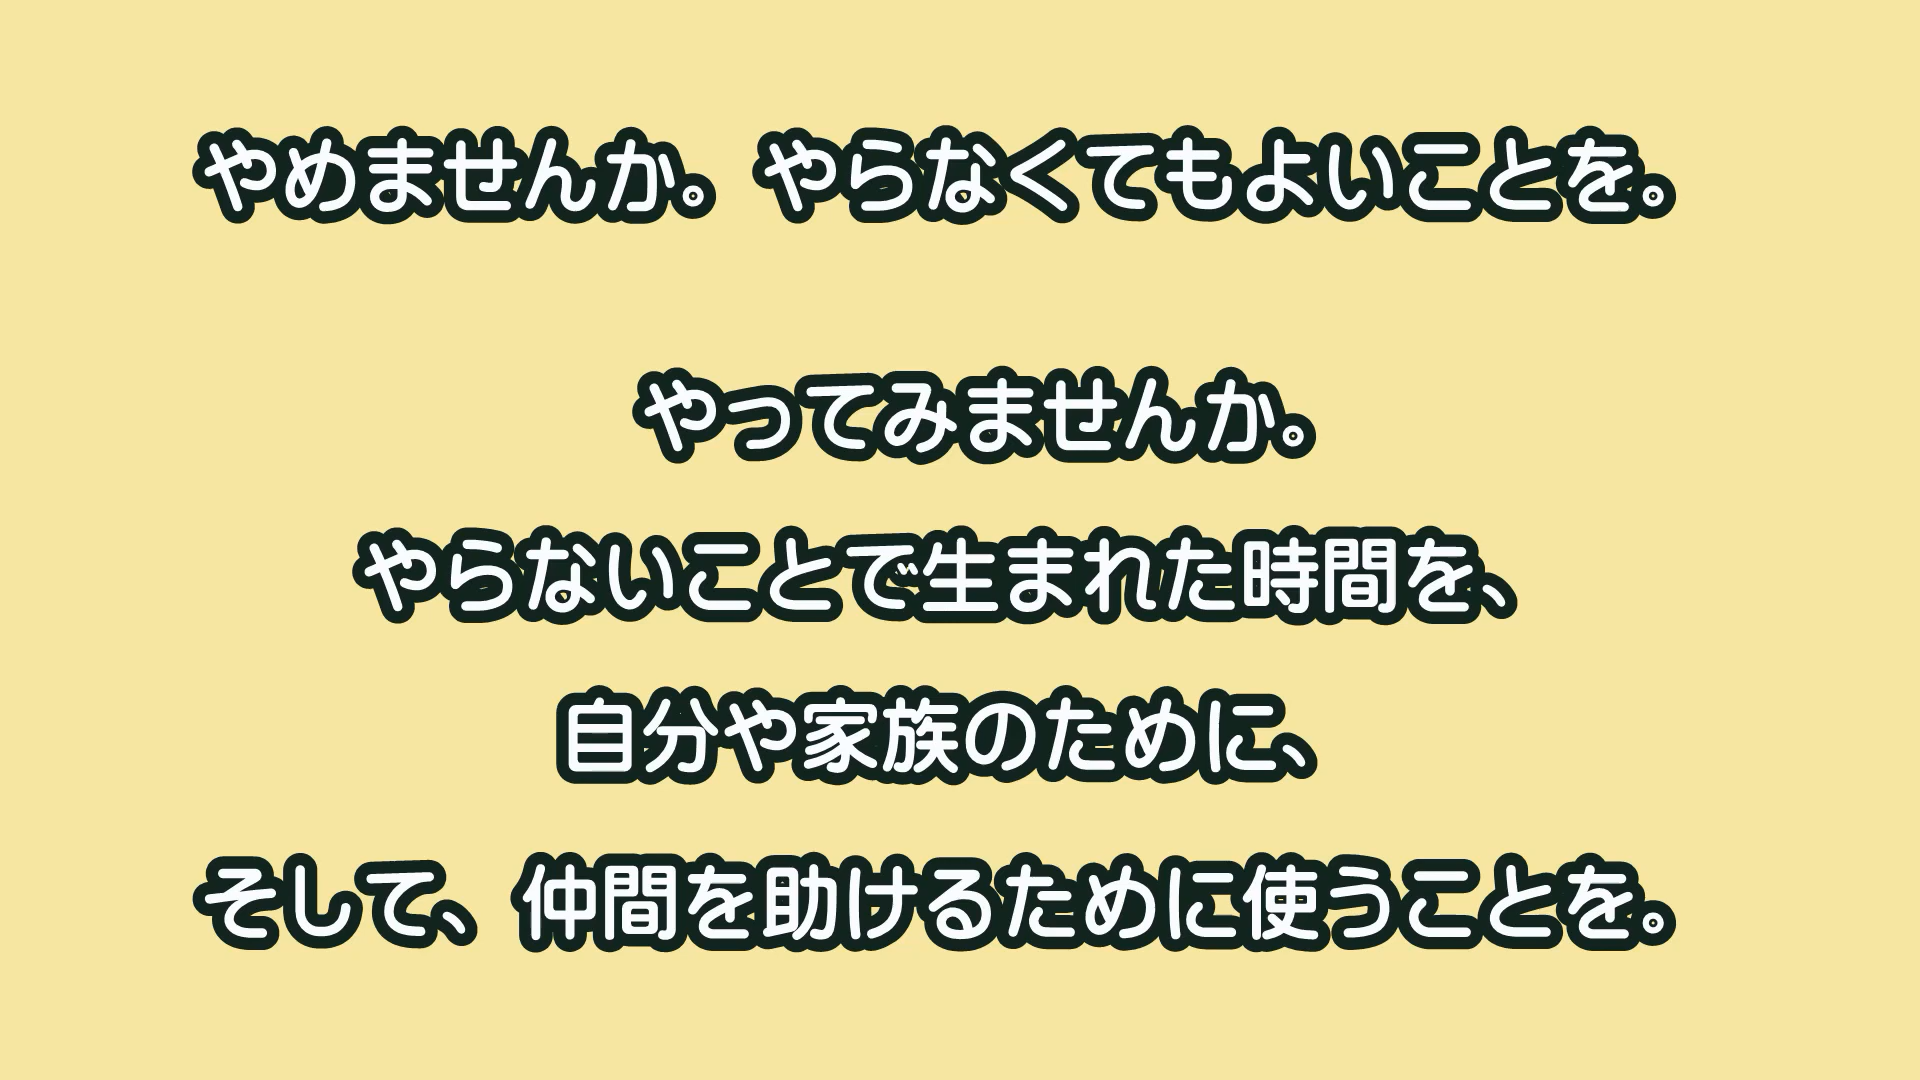 やめませんか。やらなくてもよいことを。
やってみませんか。
やらないことで生まれた時間を、
自分や家族のために、
そして、仲間を助けるために使うことを。